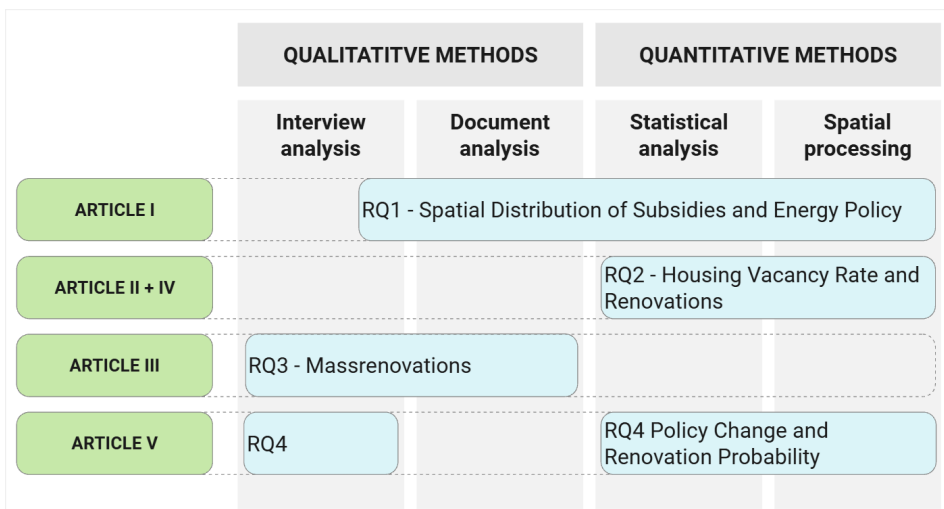 QUALITATITVE METHODS
QUANTITATIVE METHODS
Interview
analysis
Document
analysis
Statistical
analysis
Spatial
processing
ARTICLE I
RQ1 - Spatial Distribution of Subsidies and Energy Policy
ARTICLE II + IV
RQ2 - Housing Vacancy Rate and
Renovations
ARTICLE III
RQ3 - Massrenovations
ARTICLE V
RQ4
RQ4 Policy Change and
Renovation Probability